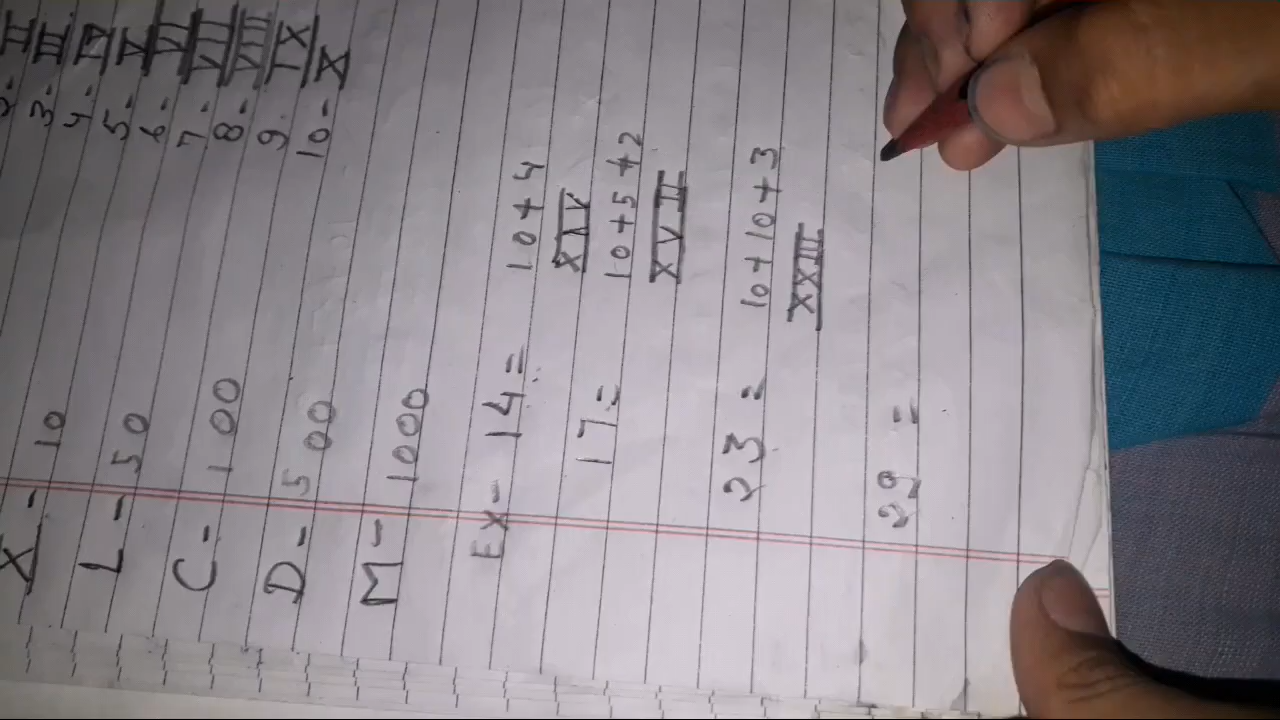 X - 10
L - 50
C - 100
D - 500
M - 1000
II
3- III
4- IV
5- V
6- VI
7- VII
8- VIII
9- IX
10- X
Ex- 14 = 10+4
XIV
17 = 10+5+2
XVII
23 = 10+10+3
XXIII
29 =